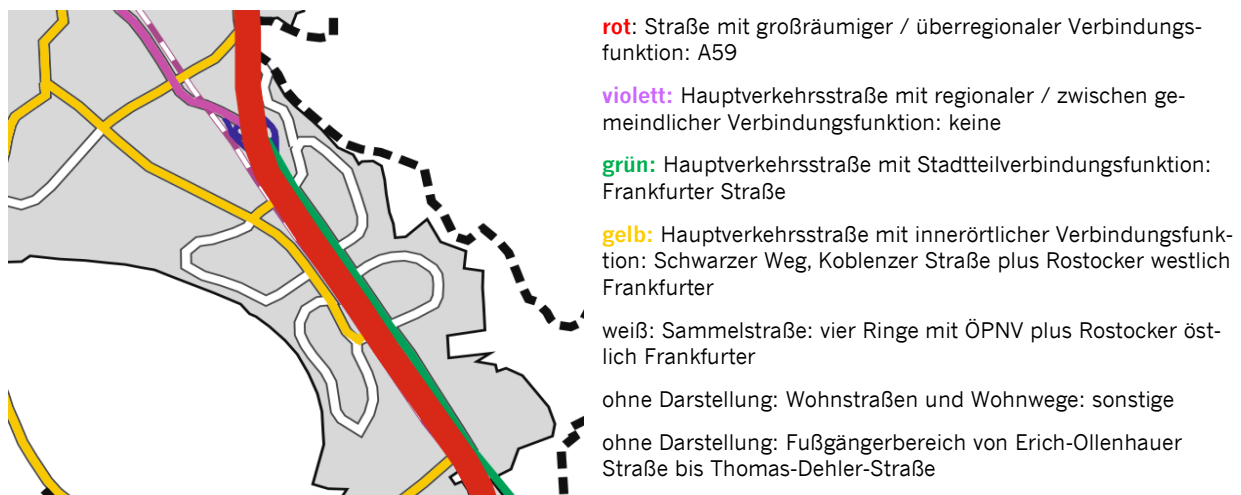 rot: Straße mit großräumiger / überregionaler Verbindungs-
funktion: A59
violett: Hauptverkehrsstraße mit regionaler / zwischen ge-
meindlicher Verbindungsfunktion: keine
grün: Hauptverkehrsstraße mit Stadtteilverbindungsfunktion:
Frankfurter Straße
gelb: Hauptverkehrsstraße mit innerörtlicher Verbindungsfunk-
tion: Schwarzer Weg, Koblenzer Straße plus Rostocker westlich
Frankfurter
weiß: Sammelstraße: vier Ringe mit ÖPNV plus Rostocker öst-
lich Frankfurter
ohne Darstellung: Wohnstraßen und Wohnwege: sonstige
ohne Darstellung: Fußgängerbereich von Erich-Ollenhauer
Straße bis Thomas-Dehler-Straße